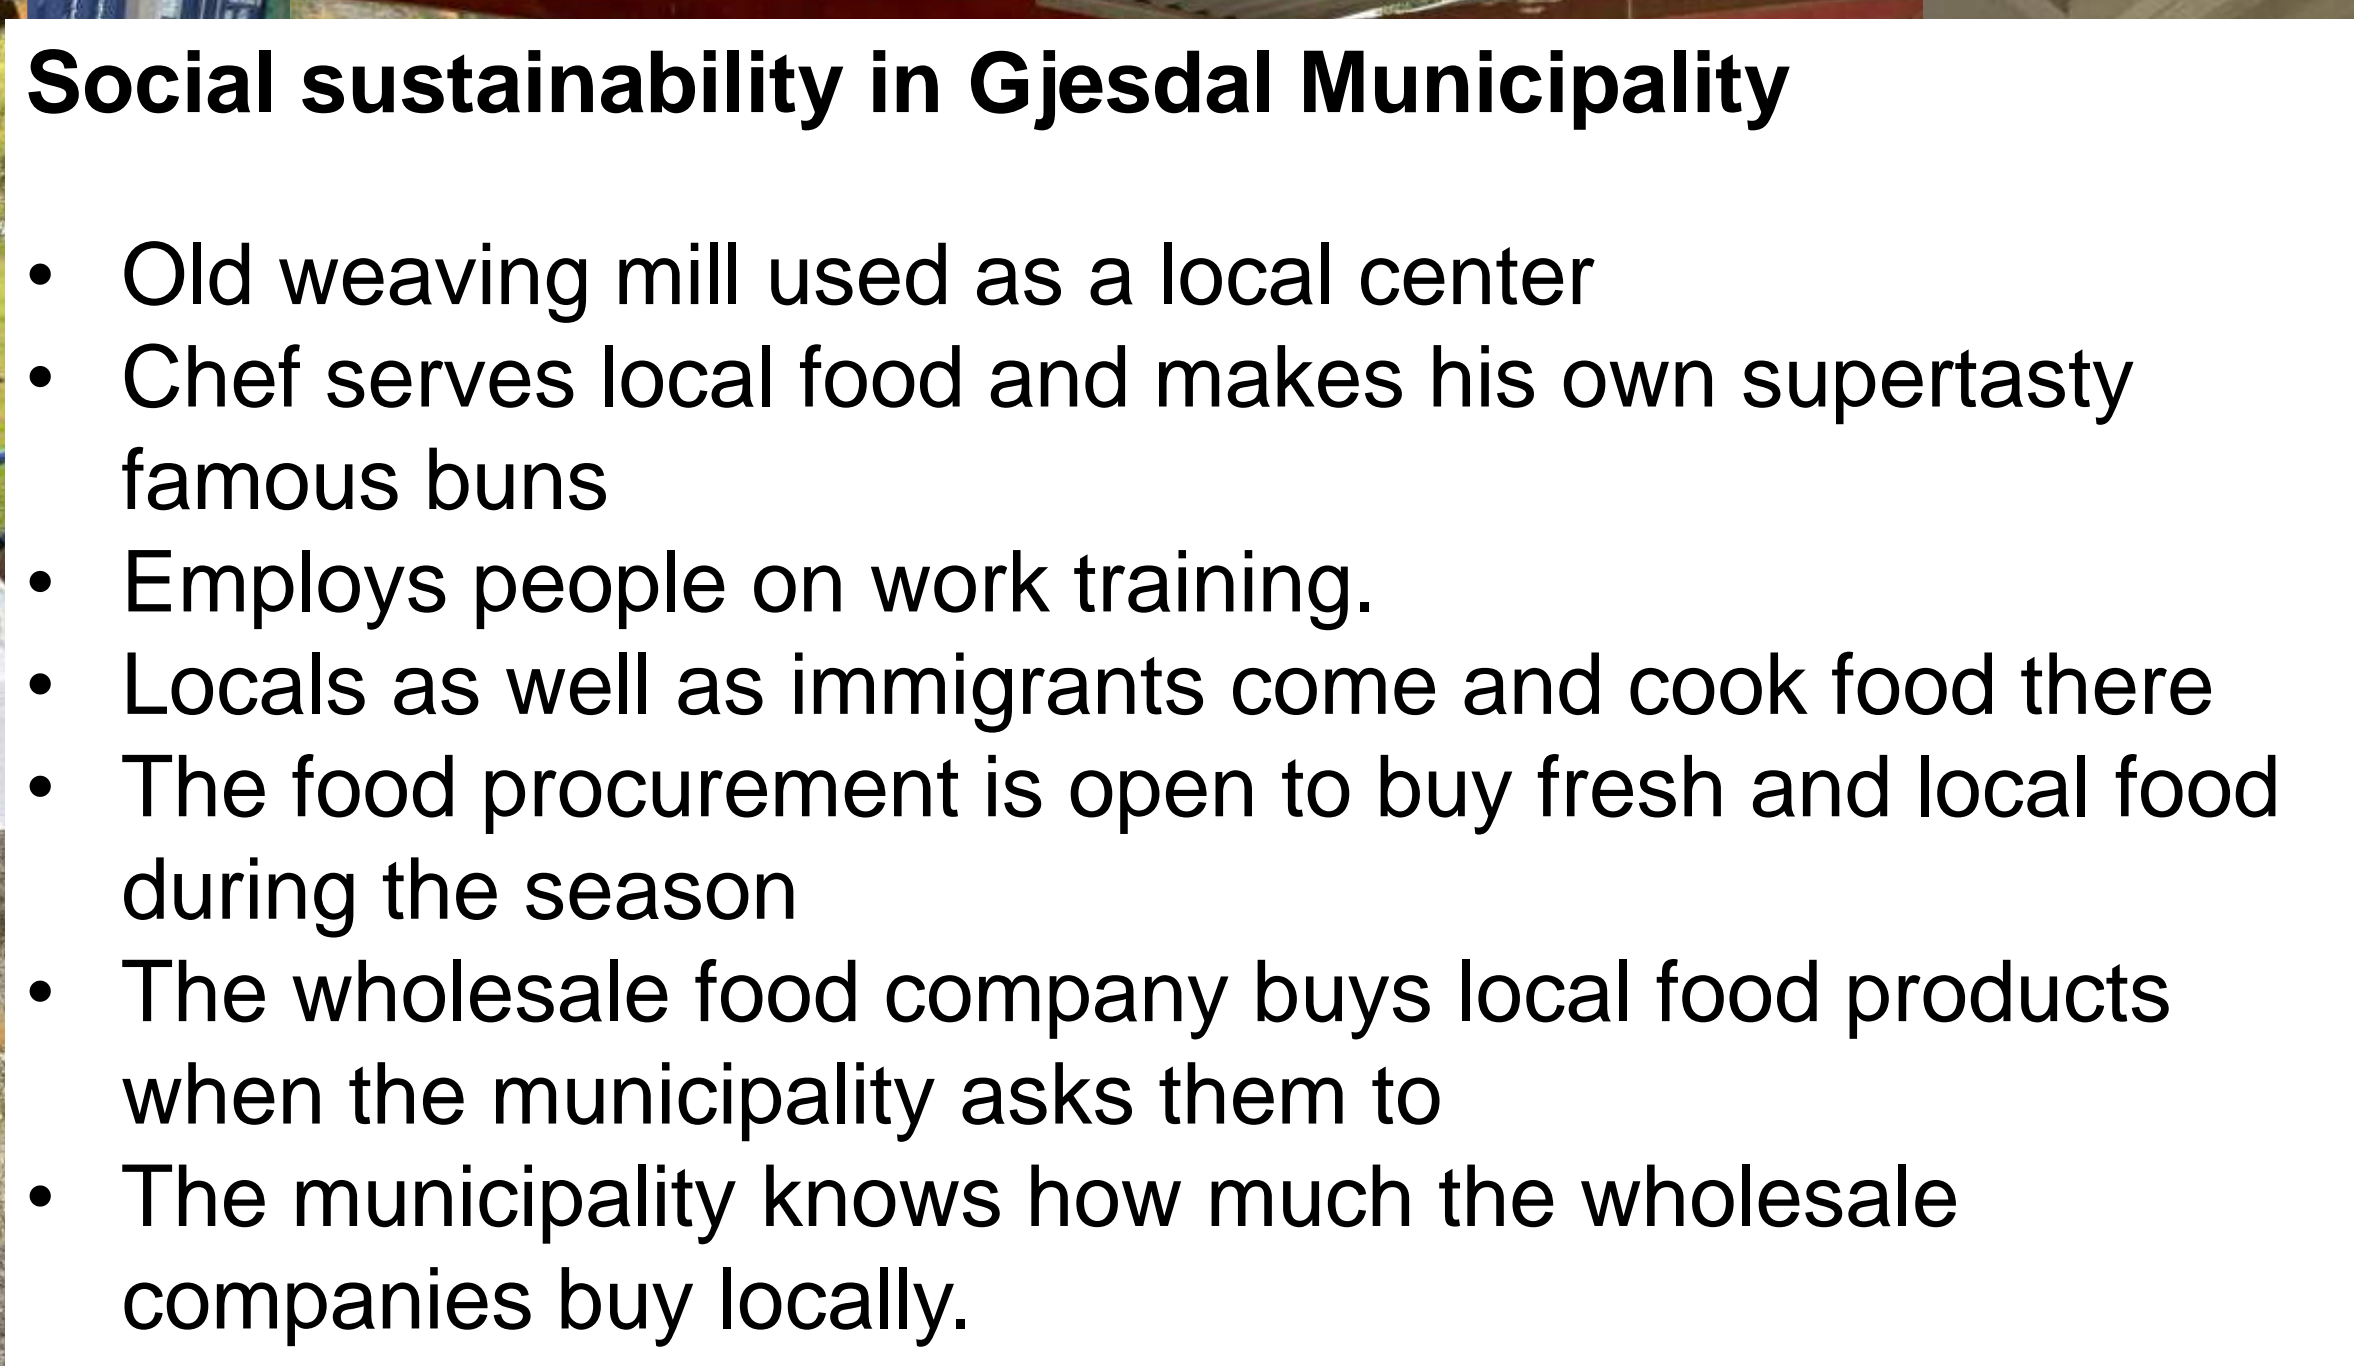 Social sustainability in Gjesdal Municipality
• Old weaving mill used as a local center
• Chef serves local food and makes his own supertasty
famous buns
• Employs people on work training.
• Locals as well as immigrants come and cook food there
• The food procurement is open to buy fresh and local food
during the season
• The wholesale food company buys local food products
when the municipality asks them to
• The municipality knows how much the wholesale
companies buy locally.